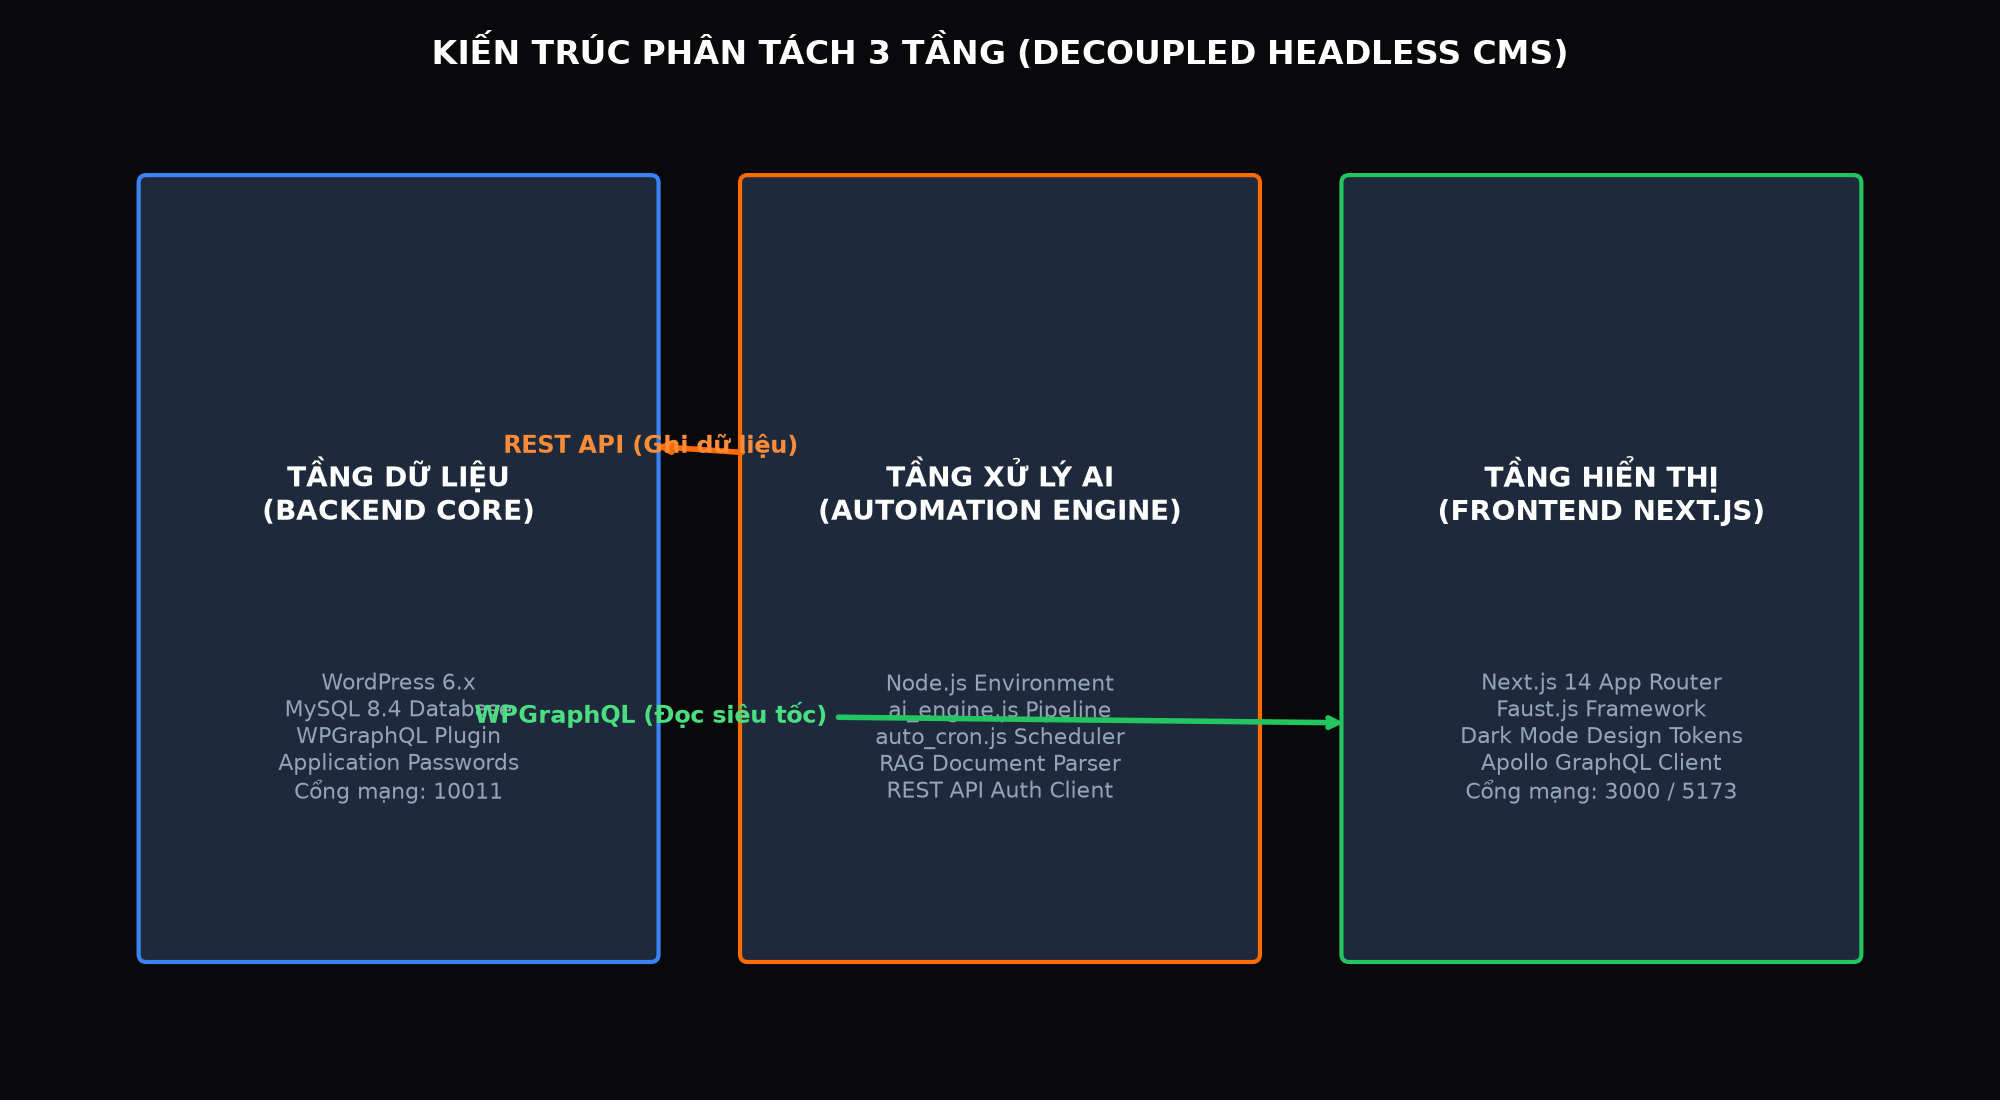 KIẾN TRÚC PHÂN TÁCH 3 TẦNG (DECOUPLED HEADLESS CMS)
REST API (Ghi dữ liệu)
TẦNG DỮ LIỆU
(BACKEND CORE)
WordPress 6.x
MySQL 8.4 Database
WPGraphQL Plugin
Application Passwords
Cổng mạng: 10011
WPGraphQL (Đọc siêu tốc)
TẦNG XỬ LÝ AI
(AUTOMATION ENGINE)
Node.js Environment
ai_engine.js Pipeline
auto_cron.js Scheduler
RAG Document Parser
REST API Auth Client
TẦNG HIỂN THỊ
(FRONTEND NEXT.JS)
Next.js 14 App Router
Faust.js Framework
Dark Mode Design Tokens
Apollo GraphQL Client
Cổng mạng: 3000 / 5173